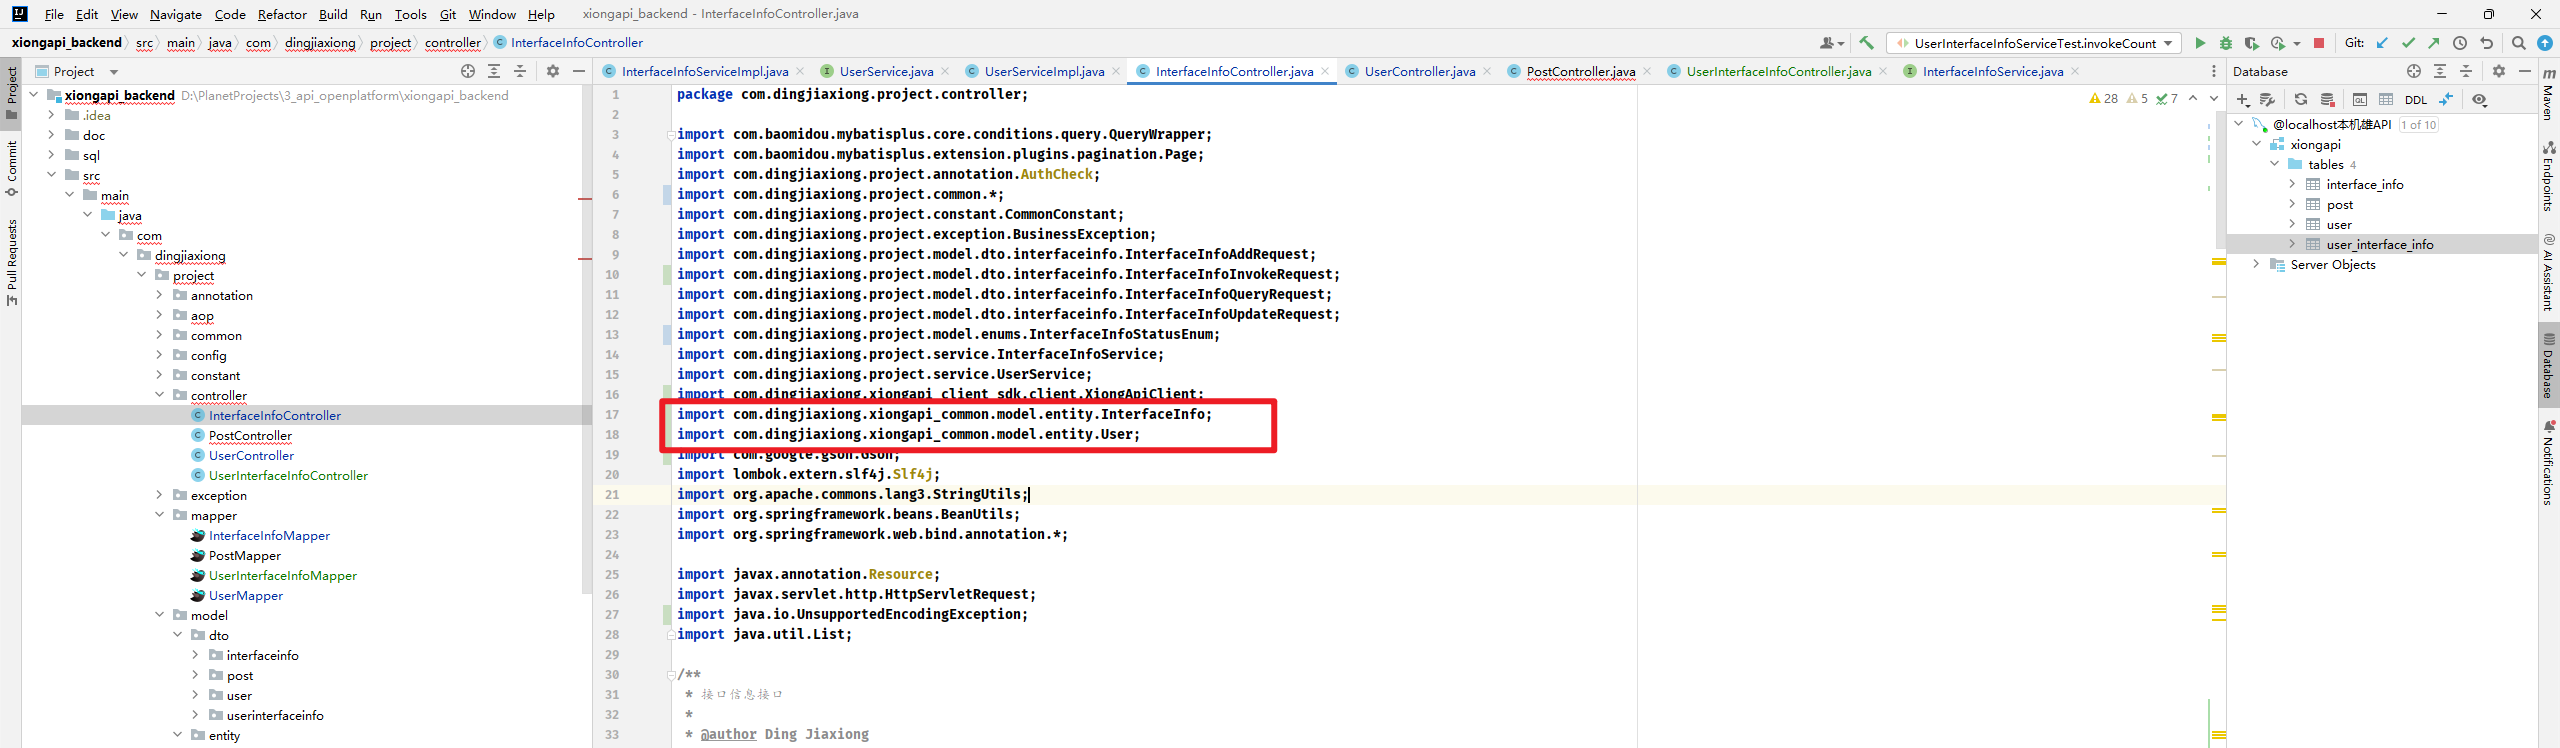 File Edit View Navigate Code Refactor Build Run Tools Git Window Help xiongapi_backend - InterfaceInfoController.java
xiongapi_backend src main java com dingjiaxiong project controller InterfaceInfoController UserInterfaceInfoServiceTest.invokeCount Git:
Project
InterfaceInfoServiceImpl.java UserService.java UserServiceImpl.java InterfaceInfoController.java UserController.java PostController.java UserInterfaceInfoController.java InterfaceInfoService.java
Database
Project
Commit
Pull Requests
xiongapi_backend D:\PlanetProjects\3_api_openplatform\xiongapi_backend
.idea
doc
sql
src
main
java
com
dingjiaxiong
project
annotation
aop
common
config
constant
controller
InterfaceInfoController
PostController
UserController
UserInterfaceInfoController
exception
mapper
InterfaceInfoMapper
PostMapper
UserInterfaceInfoMapper
UserMapper
model
dto
interfaceinfo
post
user
userinterfaceinfo
entity
28 5 7
1 package com.dingjiaxiong.project.controller;
2
3 import com.baomidou.mybatisplus.core.conditions.query.QueryWrapper;
4 import com.baomidou.mybatisplus.extension.plugins.pagination.Page;
5 import com.dingjiaxiong.project.annotation.AuthCheck;
6 import com.dingjiaxiong.project.common.*;
7 import com.dingjiaxiong.project.constant.CommonConstant;
8 import com.dingjiaxiong.project.exception.BusinessException;
9 import com.dingjiaxiong.project.model.dto.interfaceinfo.InterfaceInfoAddRequest;
10 import com.dingjiaxiong.project.model.dto.interfaceinfo.InterfaceInfoInvokeRequest;
11 import com.dingjiaxiong.project.model.dto.interfaceinfo.InterfaceInfoQueryRequest;
12 import com.dingjiaxiong.project.model.dto.interfaceinfo.InterfaceInfoUpdateRequest;
13 import com.dingjiaxiong.project.model.enums.InterfaceInfoStatusEnum;
14 import com.dingjiaxiong.project.service.InterfaceInfoService;
15 import com.dingjiaxiong.project.service.UserService;
16 import com.dingjiaxiong.xiongapi_client_sdk.client.XiongApiClient;
17 import com.dingjiaxiong.xiongapi_common.model.entity.InterfaceInfo;
18 import com.dingjiaxiong.xiongapi_common.model.entity.User;
19 import com.google.gson.Gson;
20 import lombok.extern.slf4j.Slf4j;
21 import org.apache.commons.lang3.StringUtils;
22 import org.springframework.beans.BeanUtils;
23 import org.springframework.web.bind.annotation.*;
24
25 import javax.annotation.Resource;
26 import javax.servlet.http.HttpServletRequest;
27 import java.io.UnsupportedEncodingException;
28 import java.util.List;
29
30 /**
31 * 接口信息接口
32 *
33 * @author Ding Jiaxiong
DDL
@localhost本机雄API 1 of 10
xiongapi
tables 4
interface_info
post
user
user_interface_info
Server Objects
m
Maven
Endpoints
AI Assistant
Database
Notifications